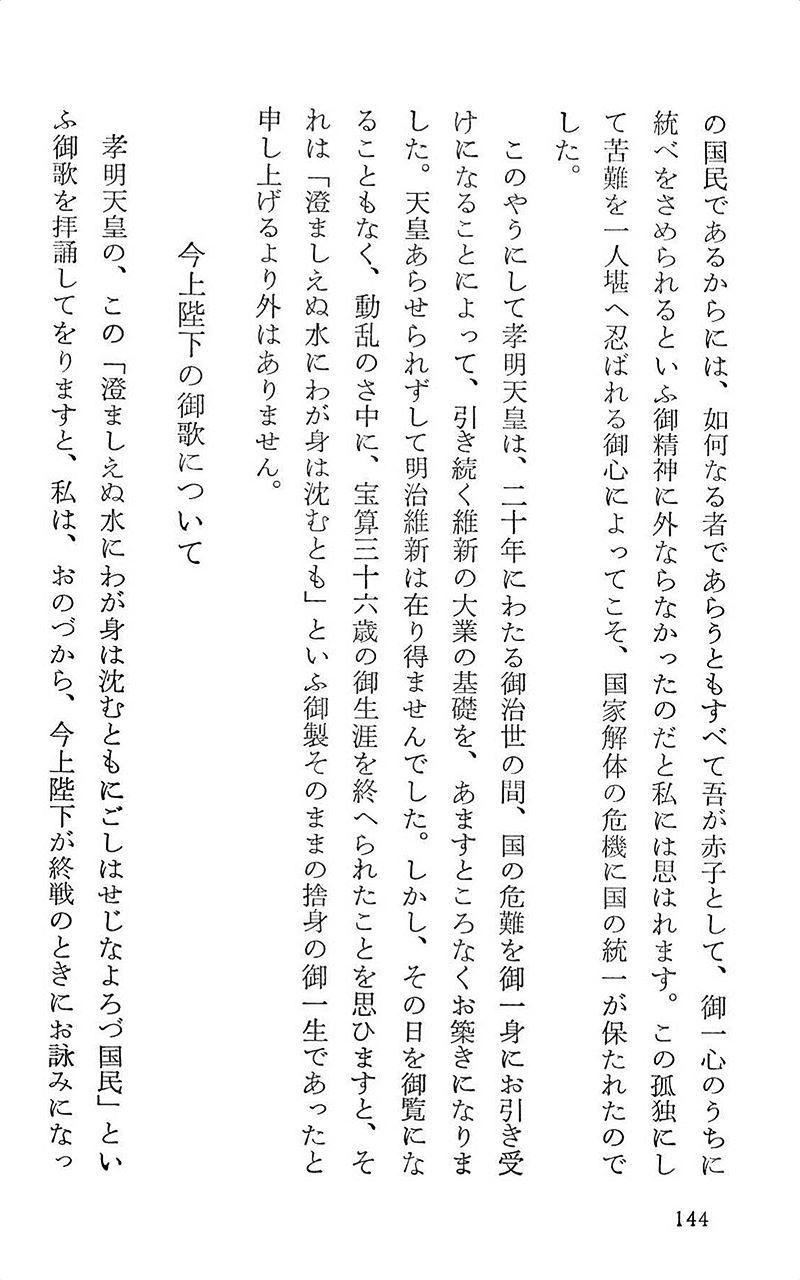 の国民であるからには、如何なる者であらうともすべて吾が赤子として、御一心のうちに
統べをさめられるといふ御精神に外ならなかったのだと私には思はれます。この孤独にし
て苦難を一人堪へ忍ばれる御心によってこそ、国家解体の危機に国の統一が保たれたので
した。
このやうにして孝明天皇は、二十年にわたる御治世の間、国の危難を御一身にお引き受
けになることによって、引き続く維新の大業の基礎を、あますところなくお築きになりま
した。天皇あらせられずして明治維新は在り得ませんでした。しかし、その日を御覧にな
ることもなく、動乱のさ中に、宝算三十六歳の御生涯を終へられたことを思ひますと、そ
れは「澄ましえぬ水にわが身は沈むとも」といふ御製そのままの捨身の御一生であったと
申し上げるより外はありません。
今上陛下の御歌について
孝明天皇の、この「澄ましえぬ水にわが身は沈むともにごしはせじなよろづ国民」とい
ふ御歌を拝誦してをりますと、私は、おのづから、今上陛下が終戦のときにお詠みになっ
144